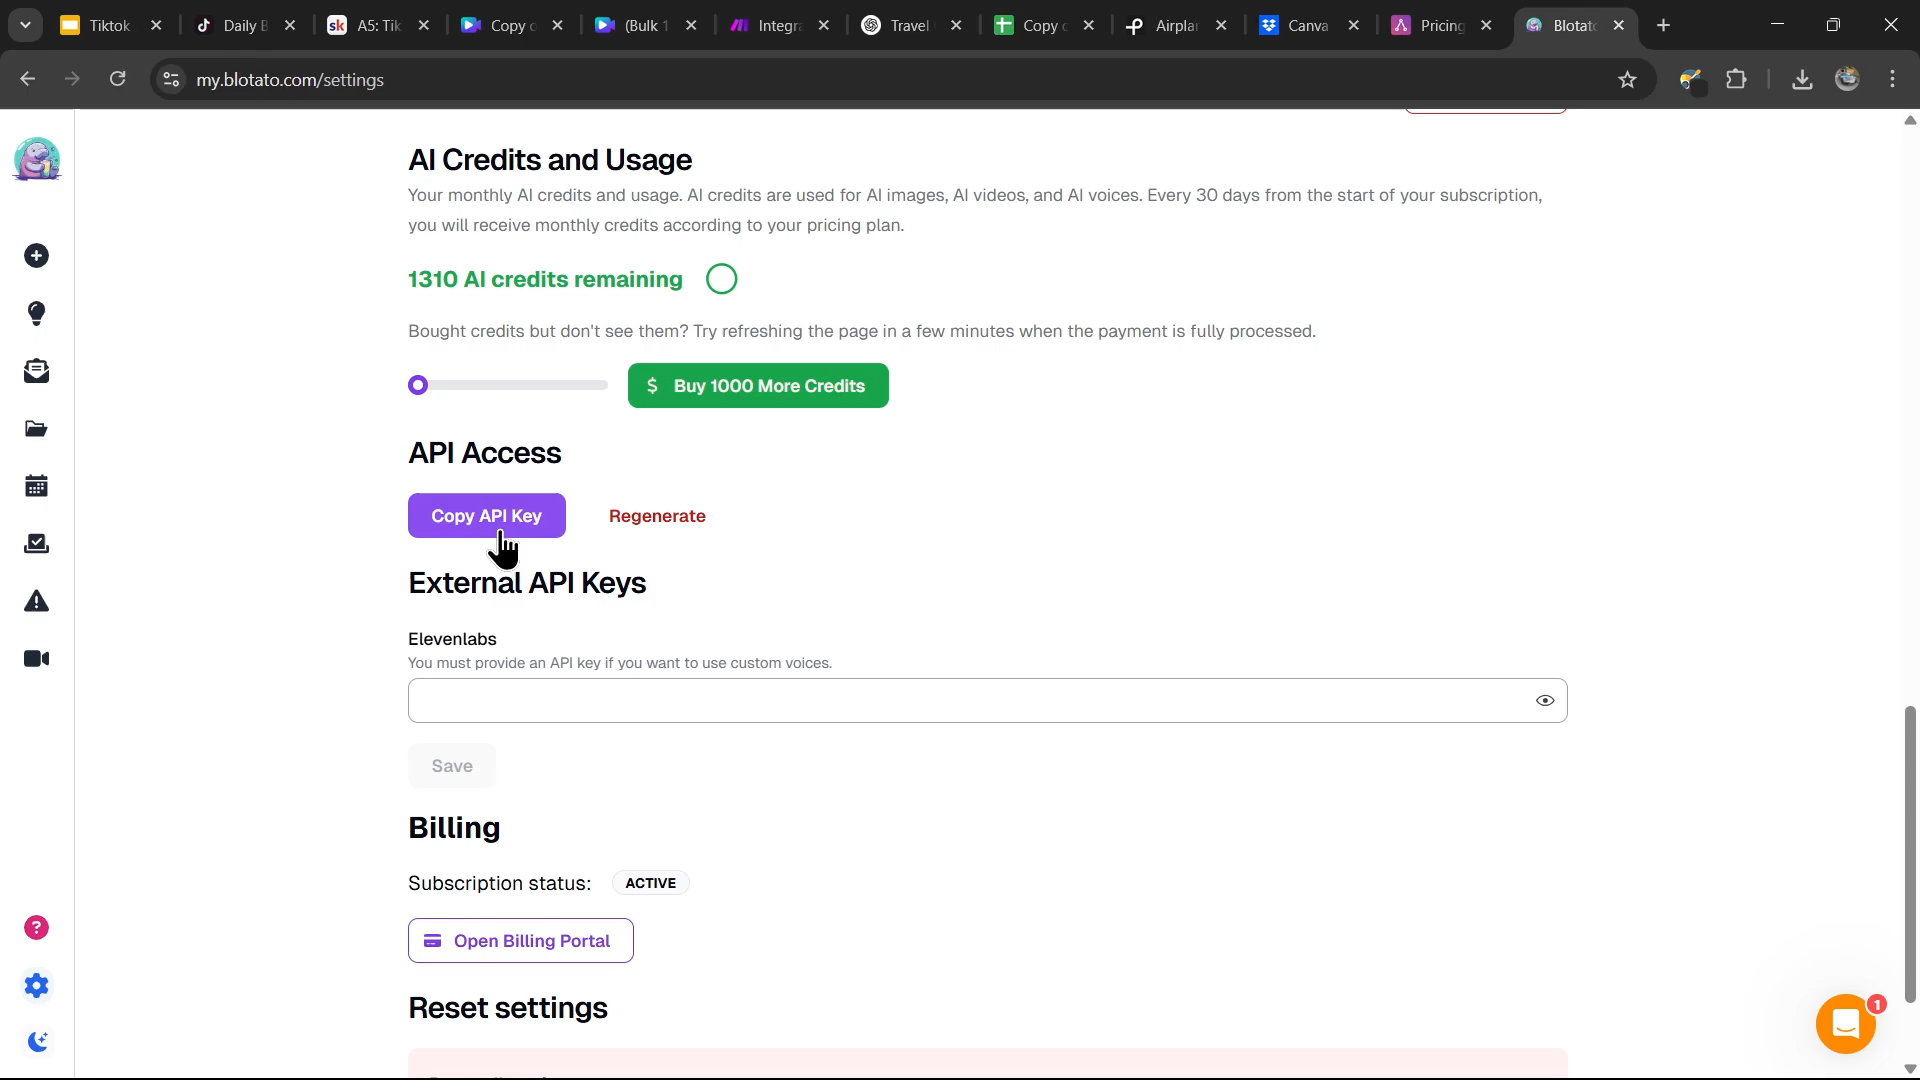 Tiktok
Daily B
sk
A5: Tik
Copy o
(Bulk 1
Integra
Travel
Copy o
Airplan
Canva
Pricing
Blotato
my.blotato.com/settings
AI Credits and Usage
Your monthly AI credits and usage. AI credits are used for AI images, AI videos, and AI voices. Every 30 days from the start of your subscription,
you will receive monthly credits according to your pricing plan.
1310 AI credits remaining
Bought credits but don't see them? Try refreshing the page in a few minutes when the payment is fully processed.
$ Buy 1000 More Credits
API Access
Copy API Key
Regenerate
External API Keys
Elevenlabs
You must provide an API key if you want to use custom voices.
Save
Billing
Subscription status: ACTIVE
Open Billing Portal
?
Reset settings
1